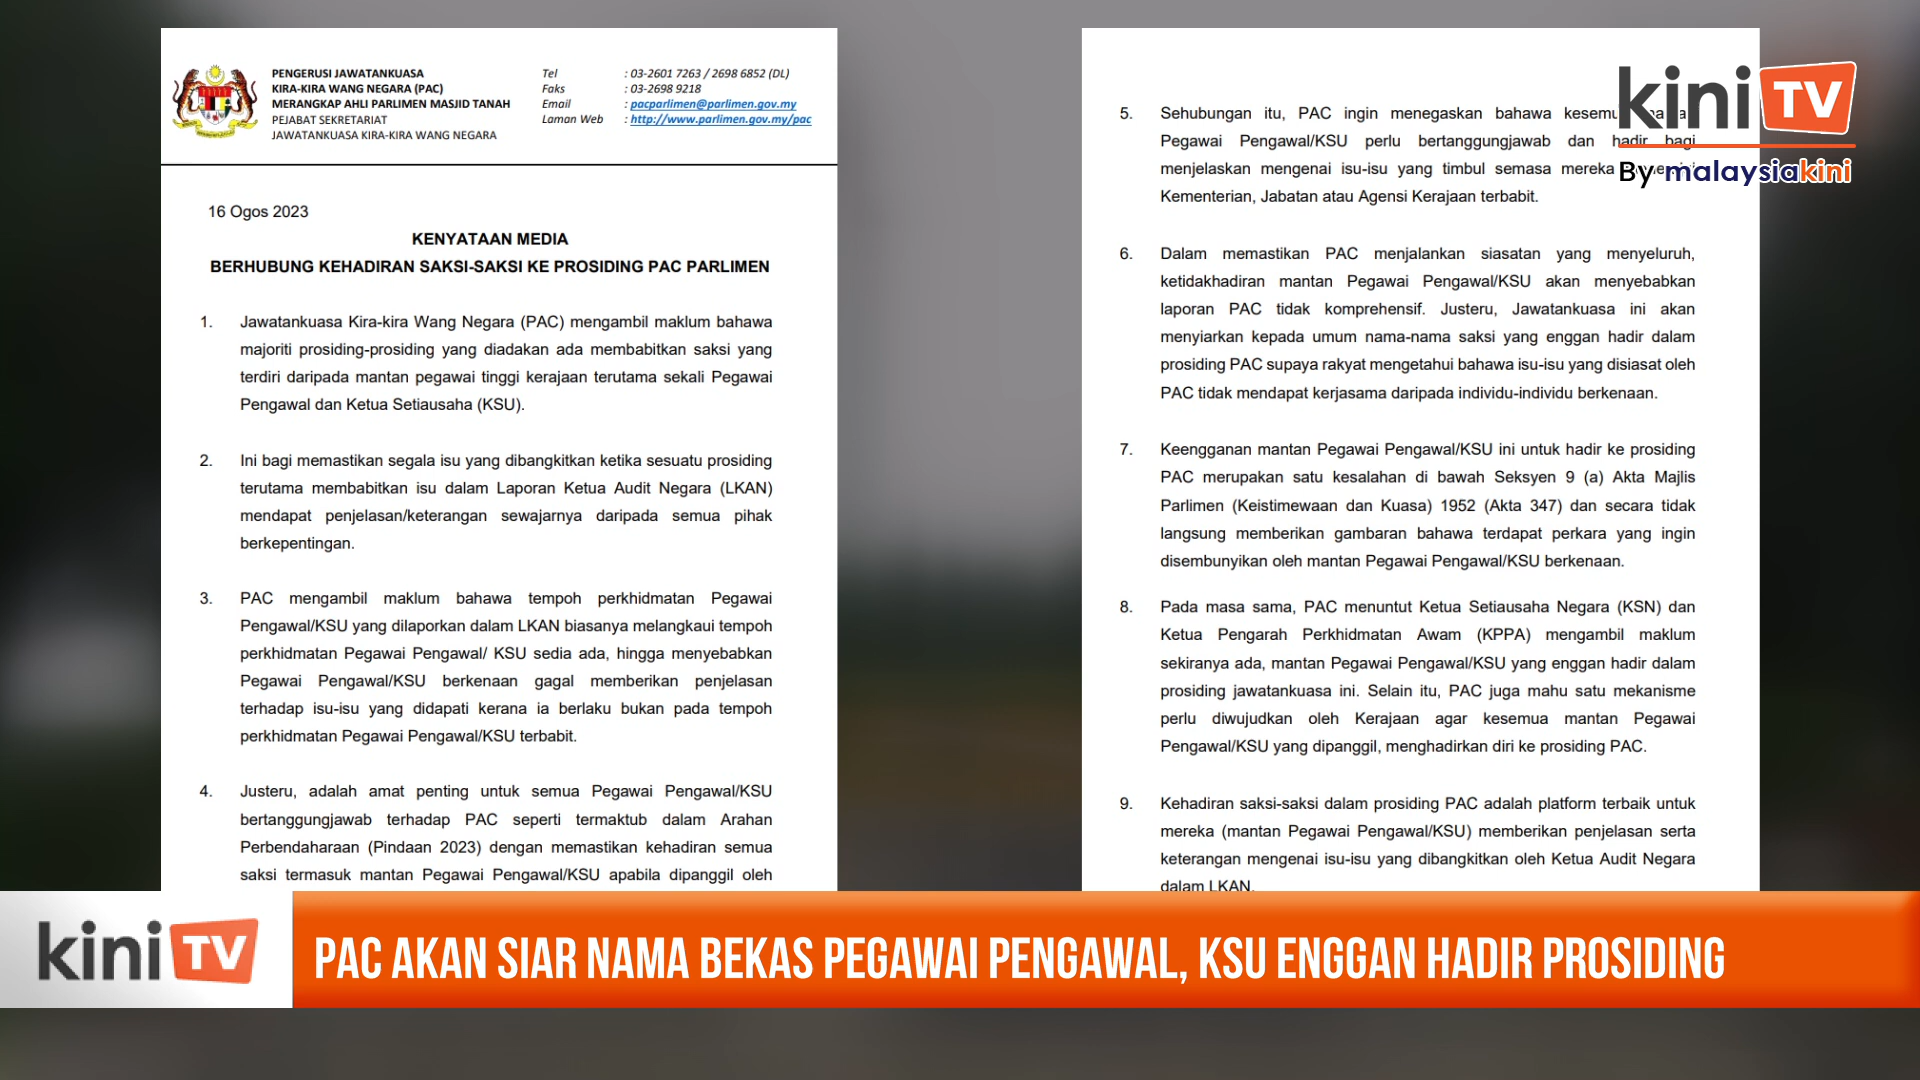 PENGERUSI JAWATANKUASA
KIRA-KIRA WANG NEGARA (PAC)
MERANGKAP AHLI PARLIMEN MASJID TANAH
PEJABAT SEKRETARIAT
JAWATANKUASA KIRA-KIRA WANG NEGARA
Tel : 03-2601 7263 / 2698 6852 (DL)
Faks : 03-2698 9218
Email : pacparlimen@parlimen.gov.my
Laman Web : http://www.parlimen.gov.my/pac
16 Ogos 2023
KENYATAAN MEDIA
BERHUBUNG KEHADIRAN SAKSI-SAKSI KE PROSIDING PAC PARLIMEN
1. Jawatankuasa Kira-kira Wang Negara (PAC) mengambil maklum bahawa
majoriti prosiding-prosiding yang diadakan ada membabitkan saksi yang
terdiri daripada mantan pegawai tinggi kerajaan terutama sekali Pegawai
Pengawal dan Ketua Setiausaha (KSU).
2. Ini bagi memastikan segala isu yang dibangkitkan ketika sesuatu prosiding
terutama membabitkan isu dalam Laporan Ketua Audit Negara (LKAN)
mendapat penjelasan/keterangan sewajarnya daripada semua pihak
berkepentingan.
3. PAC mengambil maklum bahawa tempoh perkhidmatan Pegawai
Pengawal/KSU yang dilaporkan dalam LKAN biasanya melangkaui tempoh
perkhidmatan Pegawai Pengawal/ KSU sedia ada, hingga menyebabkan
Pegawai Pengawal/KSU berkenaan gagal memberikan penjelasan
terhadap isu-isu yang didapati kerana ia berlaku bukan pada tempoh
perkhidmatan Pegawai Pengawal/KSU terbabit.
4. Justeru, adalah amat penting untuk semua Pegawai Pengawal/KSU
bertanggungjawab terhadap PAC seperti termaktub dalam Arahan
Perbendaharaan (Pindaan 2023) dengan memastikan kehadiran semua
saksi termasuk mantan Pegawai Pengawal/KSU apabila dipanggil oleh
5. Sehubungan itu, PAC ingin menegaskan bahawa
Pegawai Pengawal/KSU perlu bertanggungjawab dan hadir bagi
menjelaskan mengenai isu-isu yang timbul semasa mereka
Kementerian, Jabatan atau Agensi Kerajaan terbabit.
6. Dalam memastikan PAC menjalankan siasatan yang menyeluruh,
ketidakhadiran mantan Pegawai Pengawal/KSU akan menyebabkan
laporan PAC tidak komprehensif. Justeru, Jawatankuasa ini akan
menyiarkan kepada umum nama-nama saksi yang enggan hadir dalam
prosiding PAC supaya rakyat mengetahui bahawa isu-isu yang disiasat oleh
PAC tidak mendapat kerjasama daripada individu-individu berkenaan.
7. Keengganan mantan Pegawai Pengawal/KSU ini untuk hadir ke prosiding
PAC merupakan satu kesalahan di bawah Seksyen 9 (a) Akta Majlis
Parlimen (Keistimewaan dan Kuasa) 1952 (Akta 347) dan secara tidak
langsung memberikan gambaran bahawa terdapat perkara yang ingin
disembunyikan oleh mantan Pegawai Pengawal/KSU berkenaan.
8. Pada masa sama, PAC menuntut Ketua Setiausaha Negara (KSN) dan
Ketua Pengarah Perkhidmatan Awam (KPPA) mengambil maklum
sekiranya ada, mantan Pegawai Pengawal/KSU yang enggan hadir dalam
prosiding jawatankuasa ini. Selain itu, PAC juga mahu satu mekanisme
perlu diwujudkan oleh Kerajaan agar kesemua mantan Pegawai
Pengawal/KSU yang dipanggil, menghadirkan diri ke prosiding PAC.
9. Kehadiran saksi-saksi dalam prosiding PAC adalah platform terbaik untuk
mereka (mantan Pegawai Pengawal/KSU) memberikan penjelasan serta
keterangan mengenai isu-isu yang dibangkitkan oleh Ketua Audit Negara
dalam LKAN.
kini TV
By malaysiakini
kini TV
PAC AKAN SIAR NAMA BEKAS PEGAWAI PENGAWAL, KSU ENGGAN HADIR PROSIDING